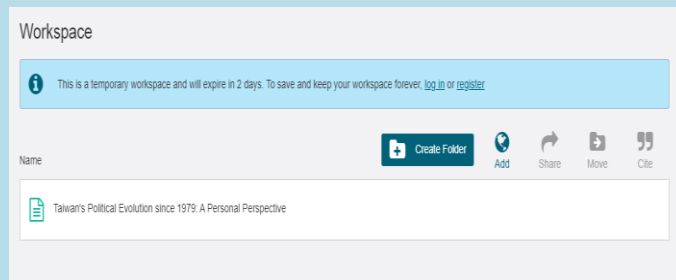 Workspace
This is a temporary workspace and will expire in 2 days. To save and keep your workspace forever, log in or register
Name
Create Folder
Add
Share
Move
Cite
Taiwan's Political Evolution since 1979: A Personal Perspective